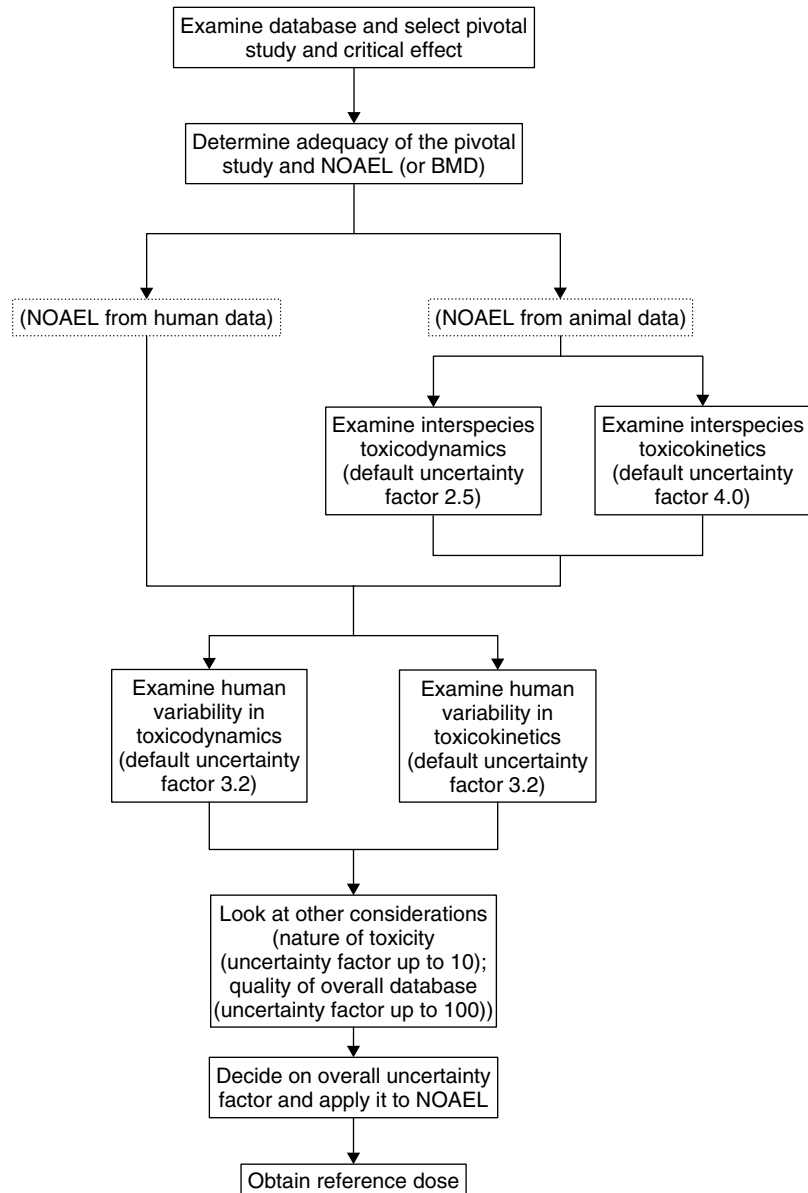 Examine database and select pivotal
study and critical effect
Determine adequacy of the pivotal
study and NOAEL (or BMD)
(NOAEL from human data)
(NOAEL from animal data)
Examine interspecies
toxicodynamics
(default uncertainty
factor 2.5)
Examine interspecies
toxicokinetics
(default uncertainty
factor 4.0)
Examine human
variability in
toxicodynamics
(default uncertainty
factor 3.2)
Examine human
variability in
toxicokinetics
(default uncertainty
factor 3.2)
Look at other considerations
(nature of toxicity
(uncertainty factor up to 10);
quality of overall database
(uncertainty factor up to 100))
Decide on overall uncertainty
factor and apply it to NOAEL
Obtain reference dose